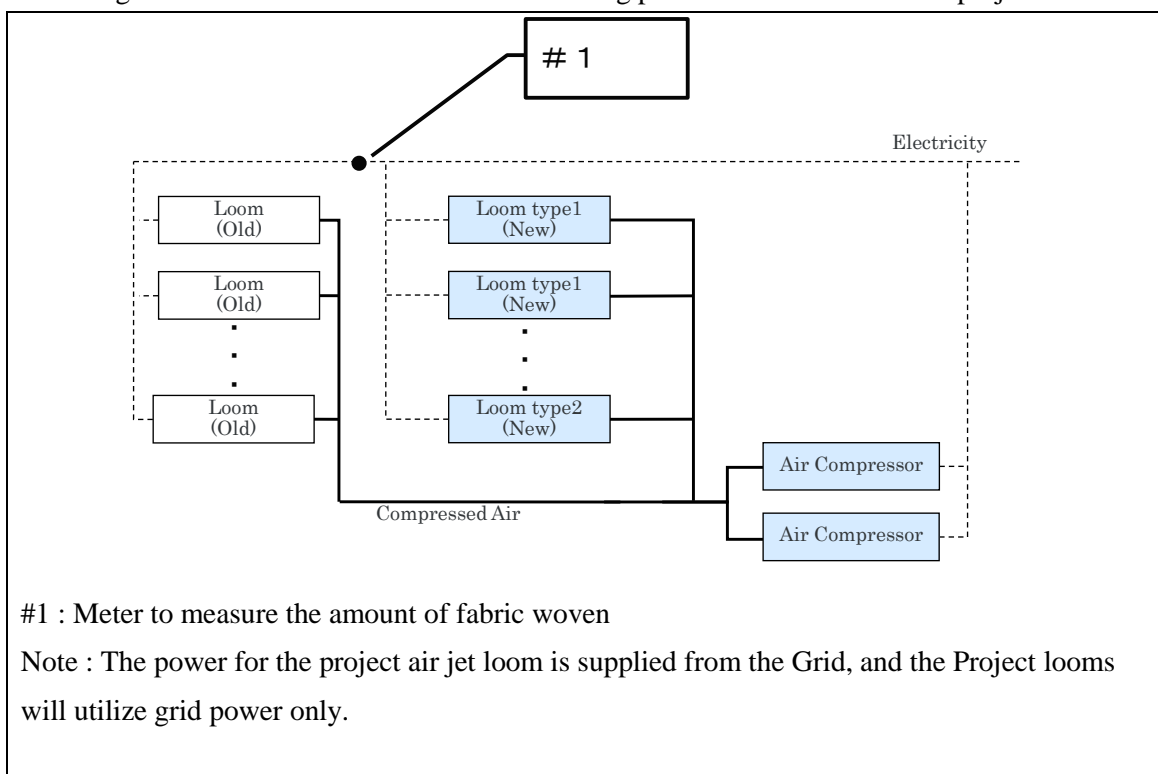 # 1
Electricity
Loom
(Old)
Loom type1
(New)
Loom
(Old)
Loom type1
(New)
Loom
(Old)
Loom type2
(New)
Air Compressor
Compressed Air
Air Compressor
#1 : Meter to measure the amount of fabric woven
Note : The power for the project air jet loom is supplied from the Grid, and the Project looms
will utilize grid power only.